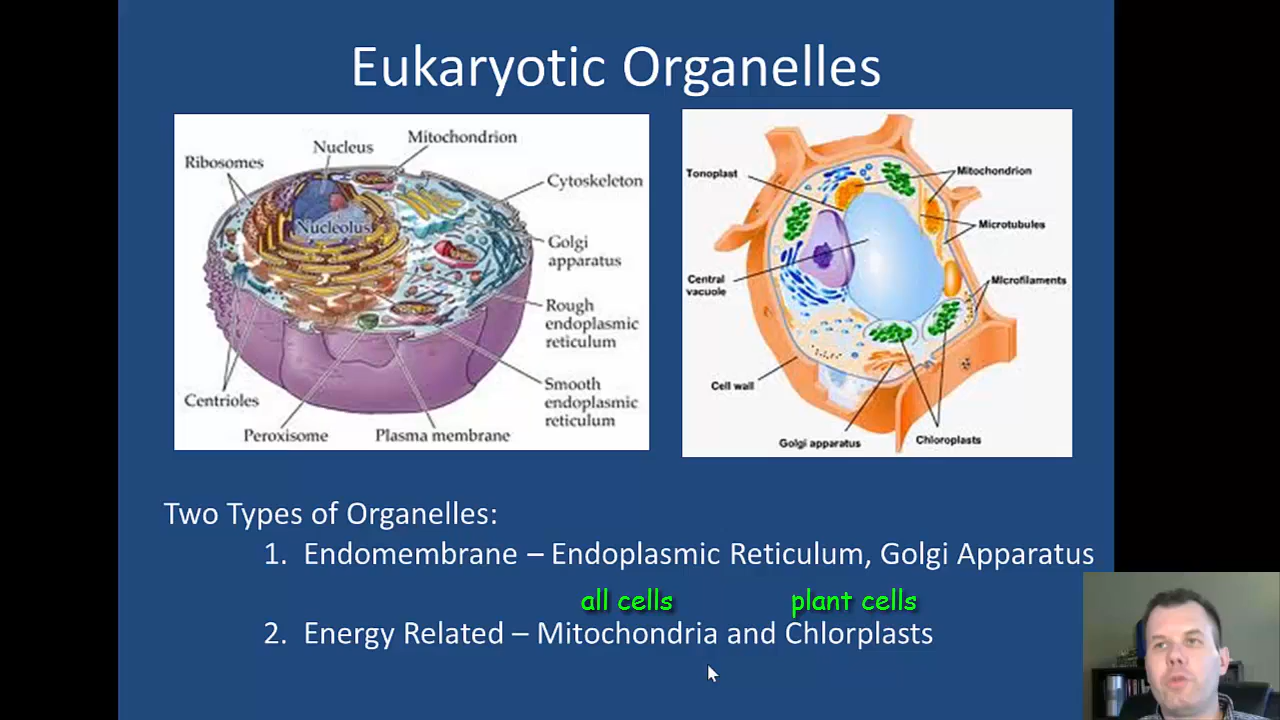 Eukaryotic Organelles
Mitochondrion
Nucleus
Ribosomes
Cytoskeleton
Nucleolus
Golgi
apparatus
Rough
endoplasmic
reticulum
Smooth
endoplasmic
reticulum
Centrioles
Peroxisome
Plasma membrane
Tonoplast
Mitochondrion
Microtubules
Central
vacuole
Microfilaments
Cell wall
Golgi apparatus
Chloroplasts
Two Types of Organelles:
1. Endomembrane – Endoplasmic Reticulum, Golgi Apparatus
all cells plant cells
2. Energy Related – Mitochondria and Chlorplasts